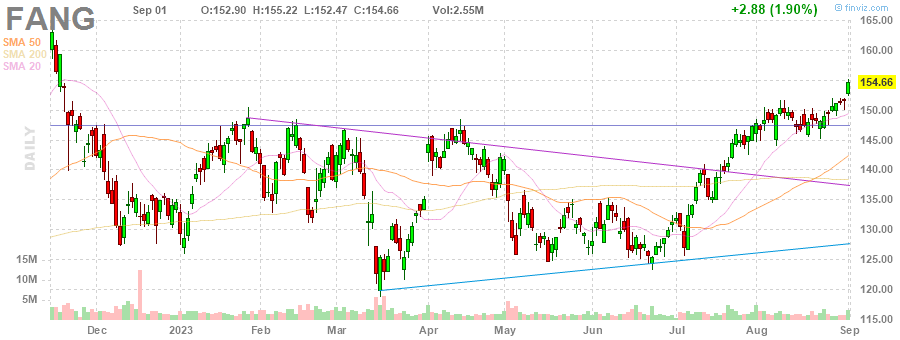 FANG
Sep 01 O:152.90 H:155.22 L:152.47 C:154.66 Vol:2.55M +2.88 (1.90%) © finviz.com
SMA 50
SMA 200
SMA 20
DAILY
165.00
160.00
154.66
150.00
145.00
140.00
135.00
130.00
125.00
120.00
115.00
15M
10M
5M
Dec 2023 Feb Mar Apr May Jun Jul Aug Sep